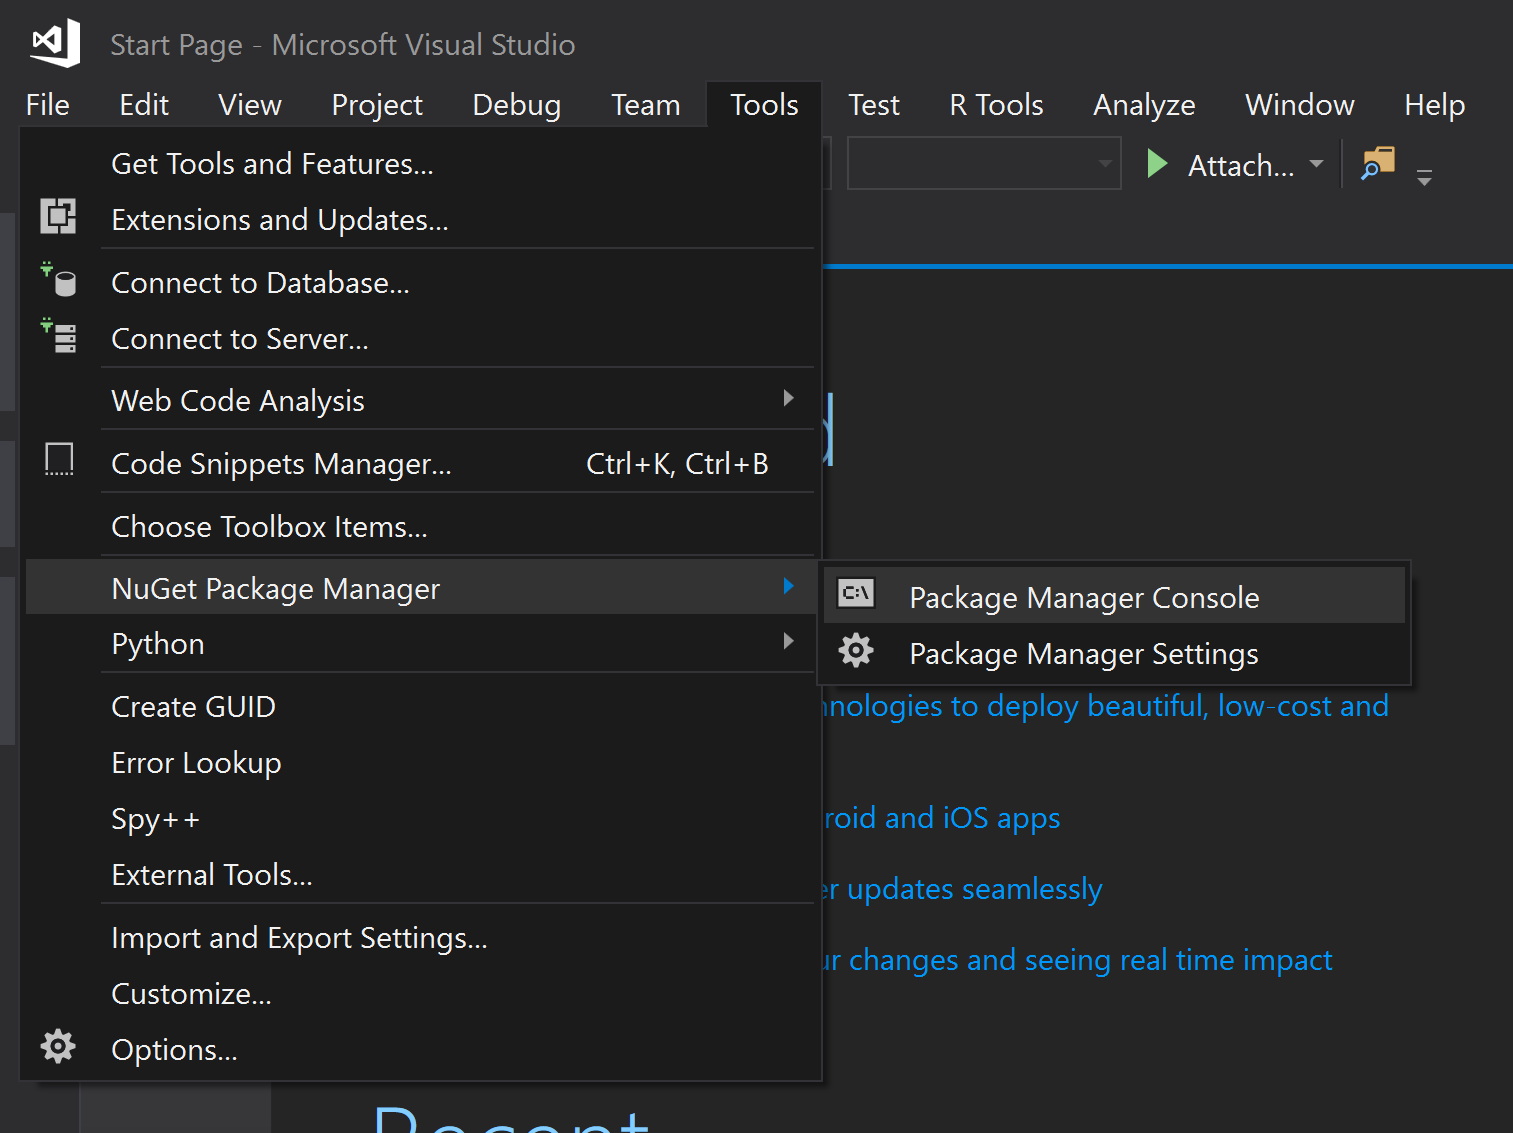 Start Page - Microsoft Visual Studio
File Edit View Project Debug Team Tools Test R Tools Analyze Window Help
Attach...
Get Tools and Features...
Extensions and Updates...
Connect to Database...
Connect to Server...
Web Code Analysis
Code Snippets Manager... Ctrl+K, Ctrl+B
Choose Toolbox Items...
NuGet Package Manager
C:\ Package Manager Console
Package Manager Settings
Python
Create GUID
Error Lookup
Spy++
External Tools...
Import and Export Settings...
Customize...
Options...
hnologies to deploy beautiful, low-cost and
roid and iOS apps
er updates seamlessly
ur changes and seeing real time impact
Recent